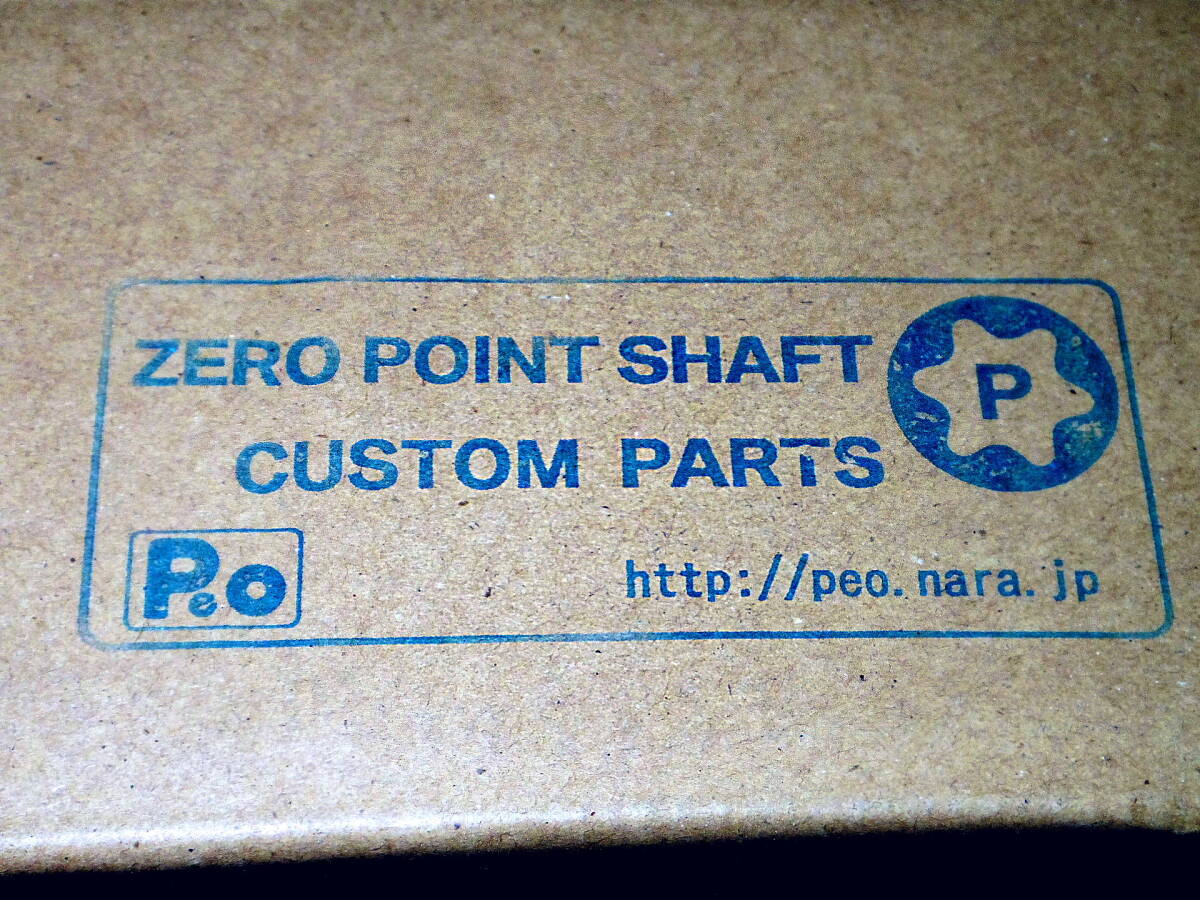 ZERO POINT SHAFT
P
CUSTOM PARTS
Peo
http://peo.nara.jp